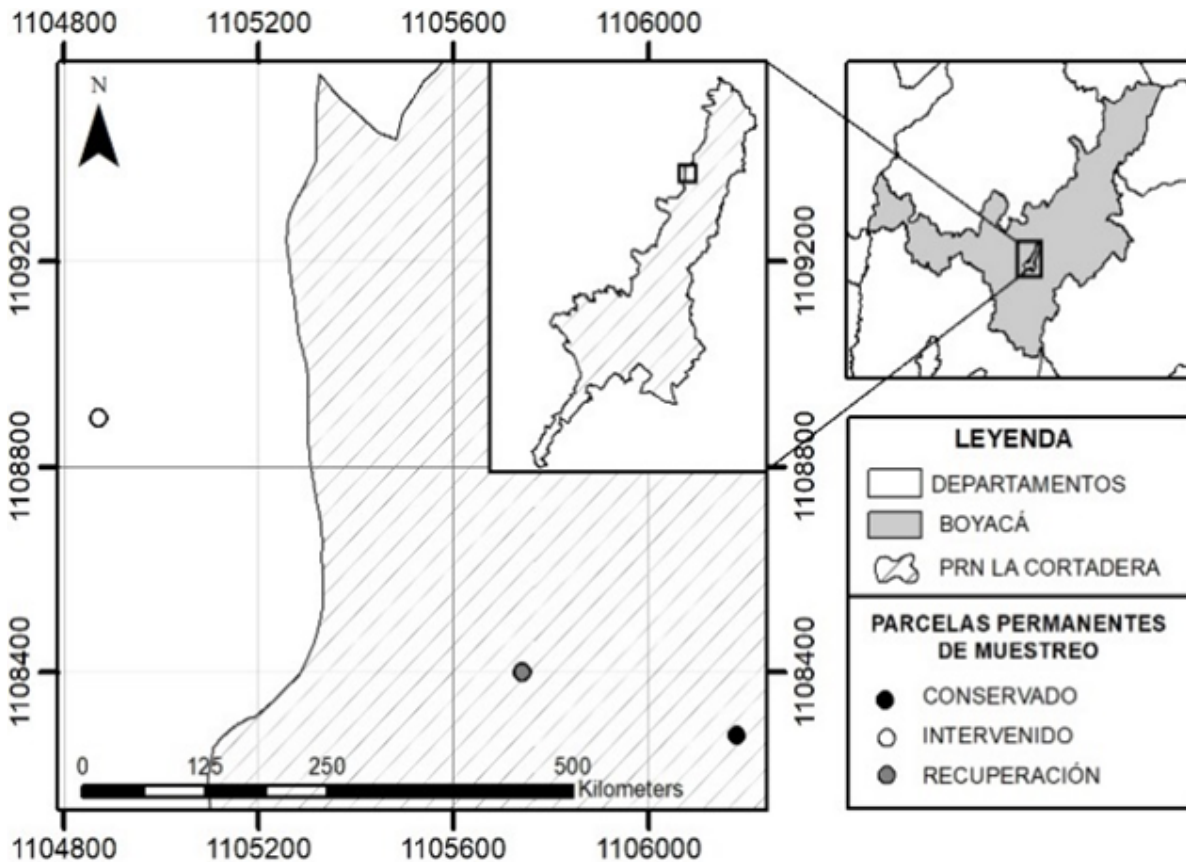 1104800 1105200 1105600 1106000
N
1109200
1108800
1108400
1109200
1108800
1108400
0 125 250 500
Kilometers
1104800 1105200 1105600 1106000
LEYENDA
DEPARTAMENTOS
BOYACÁ
PRN LA CORTADERA
PARCELAS PERMANENTES
DE MUESTREO
CONSERVADO
INTERVENIDO
RECUPERACIÓN